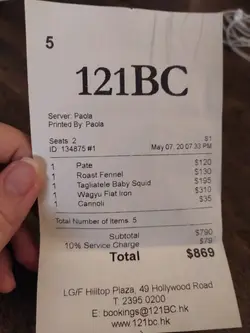 5
121BC
Server: Paola
Printed By: Paola
Seats: 2 81
ID: 134875 #1 May 07, 20 07:33 PM
1 Pate $120
1 Roast Fennel $130
1 Tagliatele Baby Squid $195
1 Wagyu Flat Iron $310
1 Cannoli $35
Total Number of Items: 5
Subtotal $790
10% Service Charge $79
Total $869
LG/F Hilltop Plaza, 49 Hollywood Road
T: 2395 0200
E: bookings@121BC.hk
www.121bc.hk